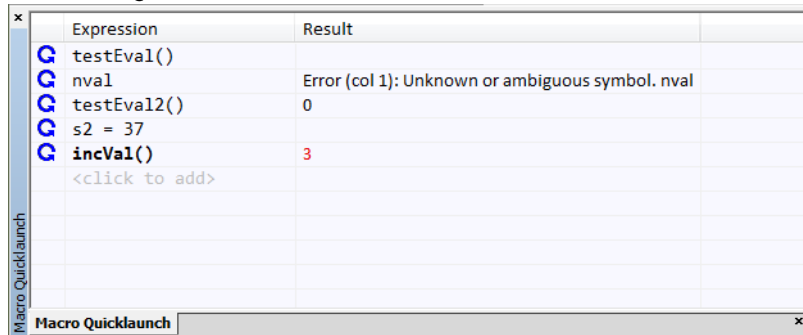 Expression Result
testEval()
nval Error (col 1): Unknown or ambiguous symbol. nval
testEval2() 0
s2 = 37
incVal() 3
<click to add>
Macro Quicklaunch
Macro Quicklaunch